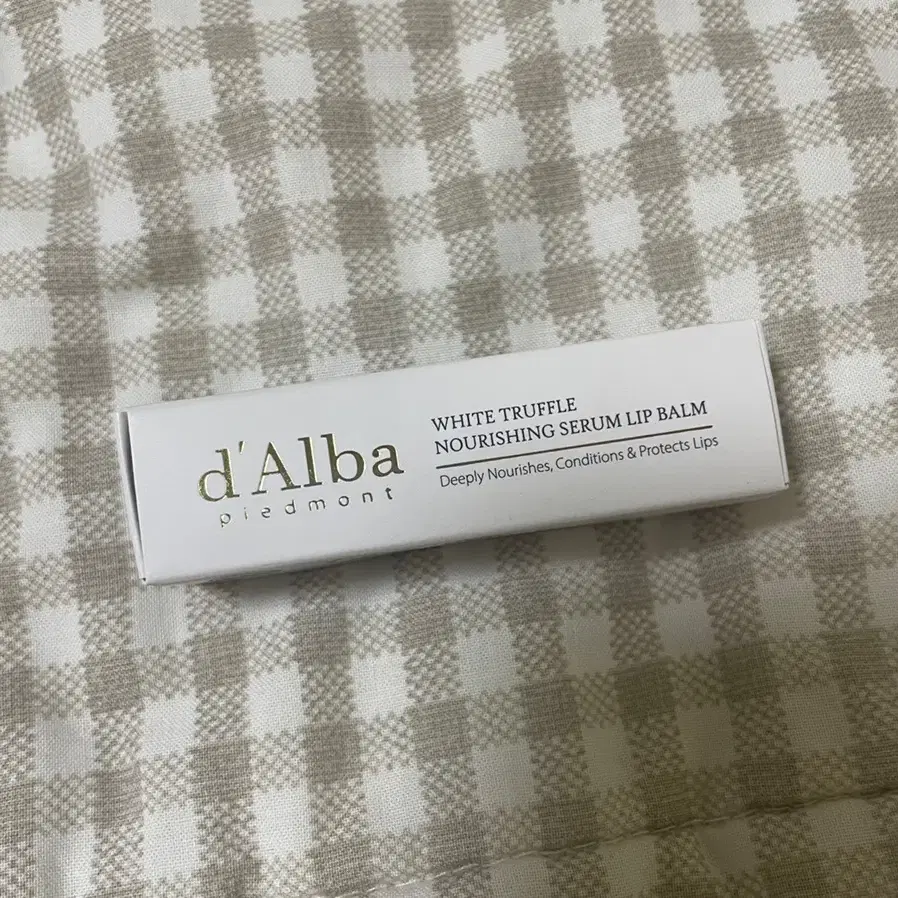 d'Alba
piedmont
WHITE TRUFFLE
NOURISHING SERUM LIP BALM
Deeply Nourishes, Conditions & Protects Lips